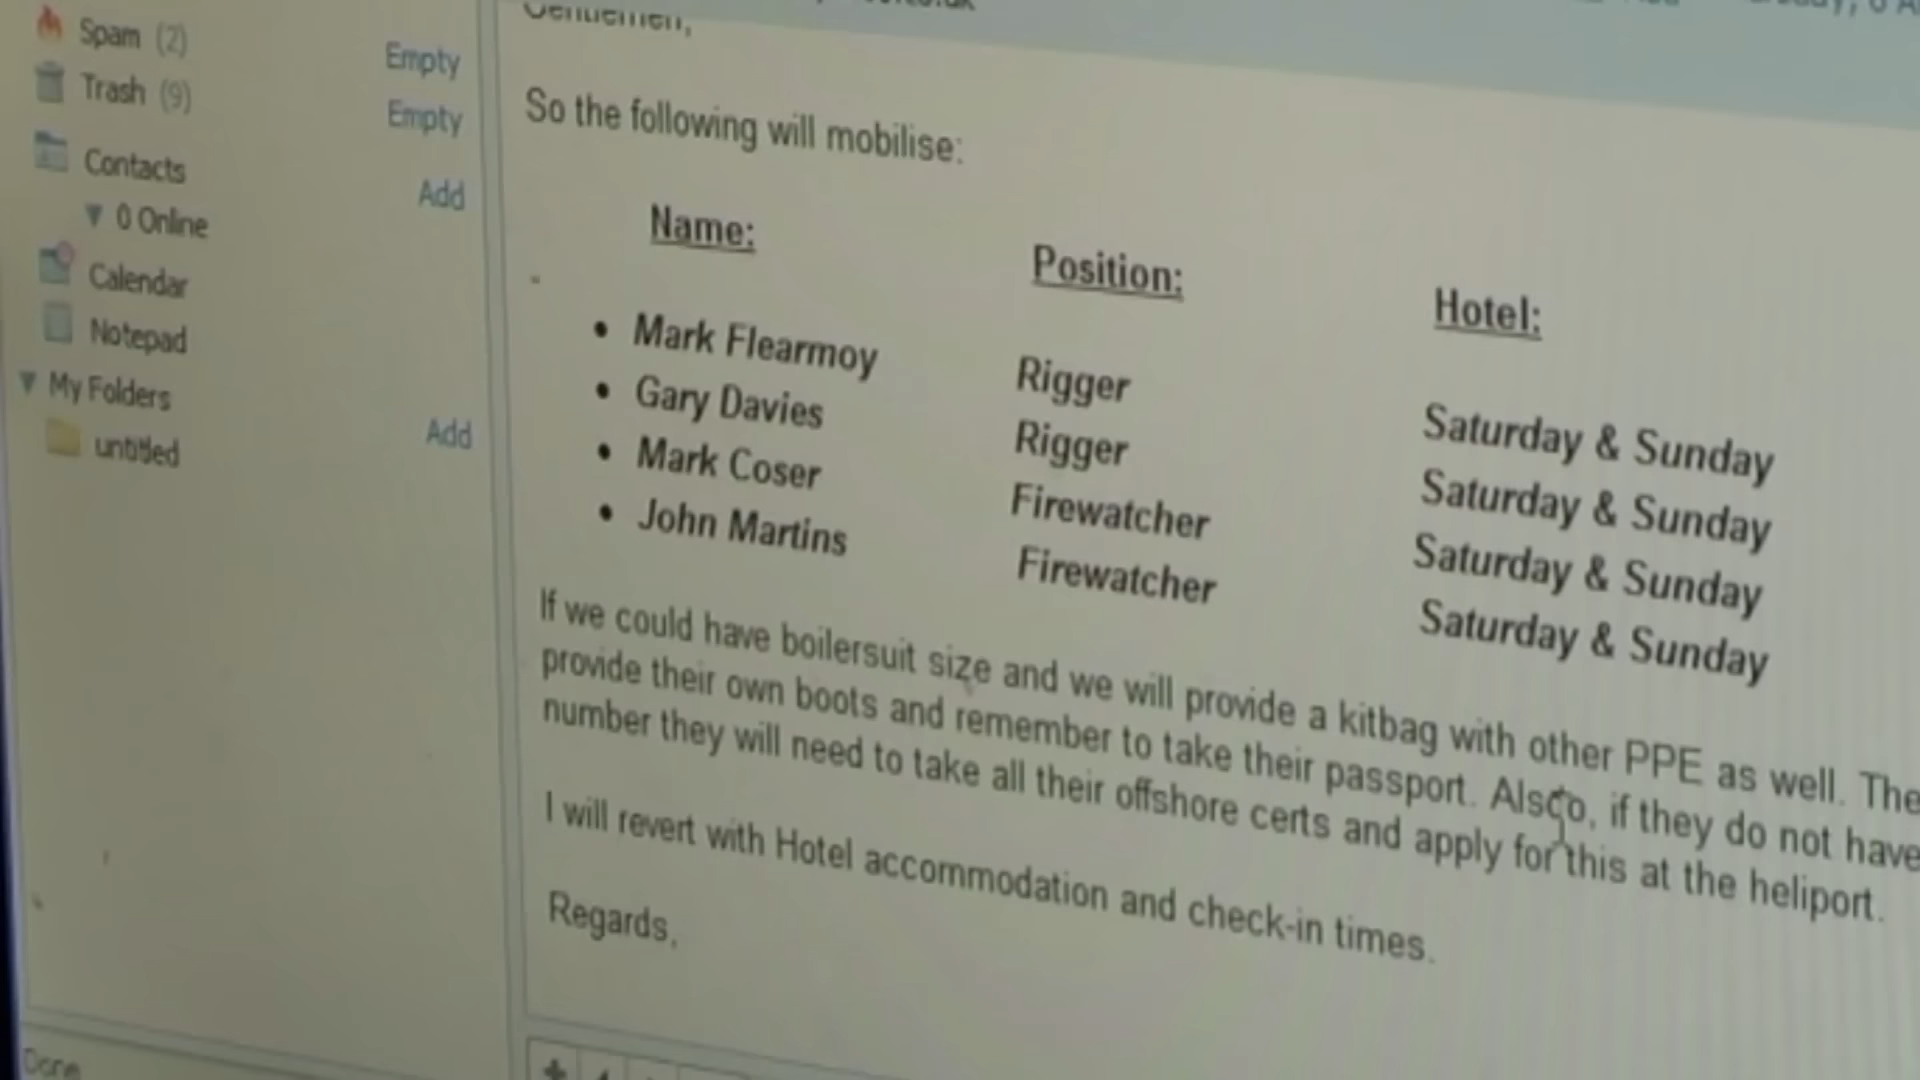 Spam (2) Empty
Trash (9) Empty
Contacts Add
0 Online
Calendar
Notepad
My Folders Add
untitled
Done
Gentlemen,
So the following will mobilise:
Name: Position: Hotel:
Mark Flearmoy Rigger Saturday & Sunday
Gary Davies Rigger Saturday & Sunday
Mark Coser Firewatcher Saturday & Sunday
John Martins Firewatcher Saturday & Sunday
If we could have boilersuit size and we will provide a kitbag with other PPE as well. The
provide their own boots and remember to take their passport. Also, if they do not have
number they will need to take all their offshore certs and apply for this at the heliport.
I will revert with Hotel accommodation and check-in times.
Regards,